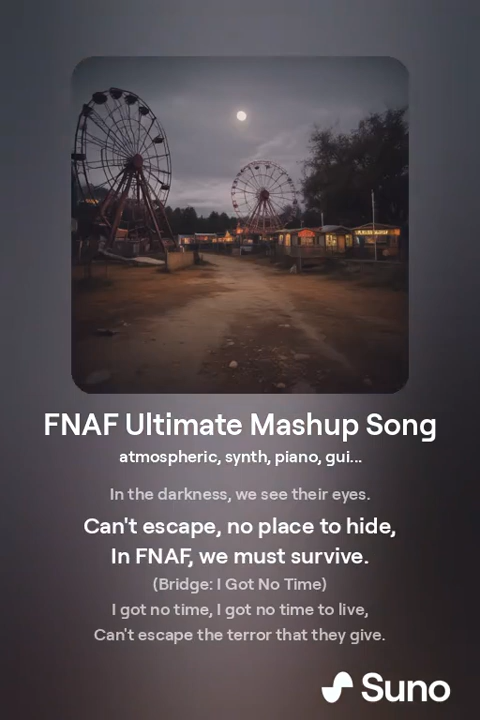 FNAF Ultimate Mashup Song
atmospheric, synth, piano, gui...
In the darkness, we see their eyes.
Can't escape, no place to hide,
In FNAF, we must survive.
(Bridge: I Got No Time)
I got no time, I got no time to live,
Can't escape the terror that they give.
Suno